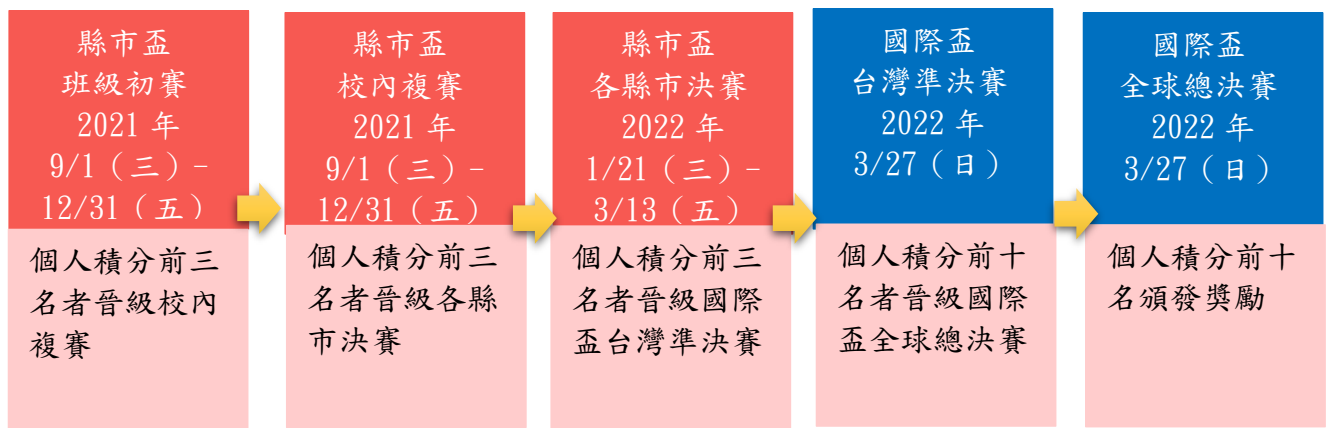 縣市盃
班級初賽
2021 年
9/1（三）-
12/31（五）
個人積分前三
名者晉級校內
複賽
縣市盃
校內複賽
2021 年
9/1（三）-
12/31（五）
個人積分前三
名者晉級各縣
市決賽
縣市盃
各縣市決賽
2022 年
1/21（三）-
3/13（五）
個人積分前三
名者晉級國際
盃台灣準決賽
國際盃
台灣準決賽
2022 年
3/27（日）
個人積分前十
名者晉級國際
盃全球總決賽
國際盃
全球總決賽
2022 年
3/27（日）
個人積分前十
名頒發獎勵